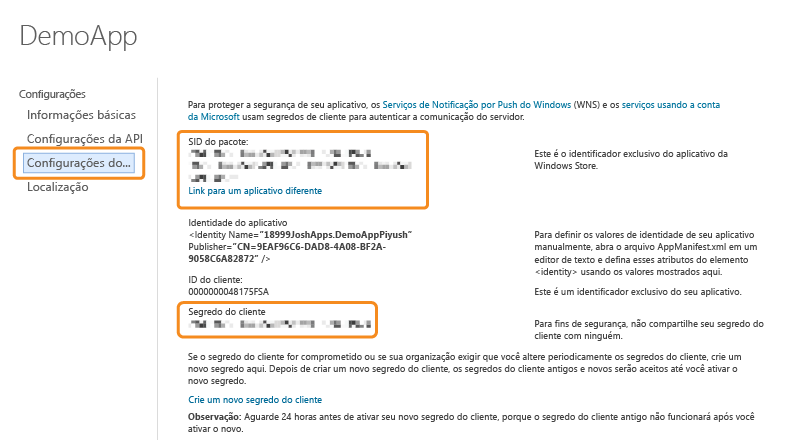 DemoApp
Configurações
Informações básicas
Configurações da API
Configurações do...
Localização
Para proteger a segurança de seu aplicativo, os Serviços de Notificação por Push do Windows (WNS) e os serviços usando a conta
da Microsoft usam segredos de cliente para autenticar a comunicação do servidor.
SID do pacote:
Link para um aplicativo diferente
Este é o identificador exclusivo do aplicativo da
Windows Store.
Identidade do aplicativo
<Identity Name="18999JoshApps.DemoAppPiyush"
Publisher="CN=9EAF96C6-DAD8-4A08-BF2A-
9058C6A82872" />
Para definir os valores de identidade de seu aplicativo
manualmente, abra o arquivo AppManifest.xml em um
editor de texto e defina esses atributos do elemento
<identity> usando os valores mostrados aqui.
ID do cliente:
0000000048175FSA
Este é um identificador exclusivo do seu aplicativo.
Segredo do cliente
Para fins de segurança, não compartilhe seu segredo do
cliente com ninguém.
Se o segredo do cliente for comprometido ou se sua organização exigir que você altere periodicamente os segredos do cliente, crie um
novo segredo aqui. Depois de criar um novo segredo do cliente, os segredos do cliente antigos e novos serão aceitos até você ativar o
novo segredo.
Crie um novo segredo do cliente
Observação: Aguarde 24 horas antes de ativar seu novo segredo do cliente, porque o segredo do cliente antigo não funcionará após você
ativar o novo.